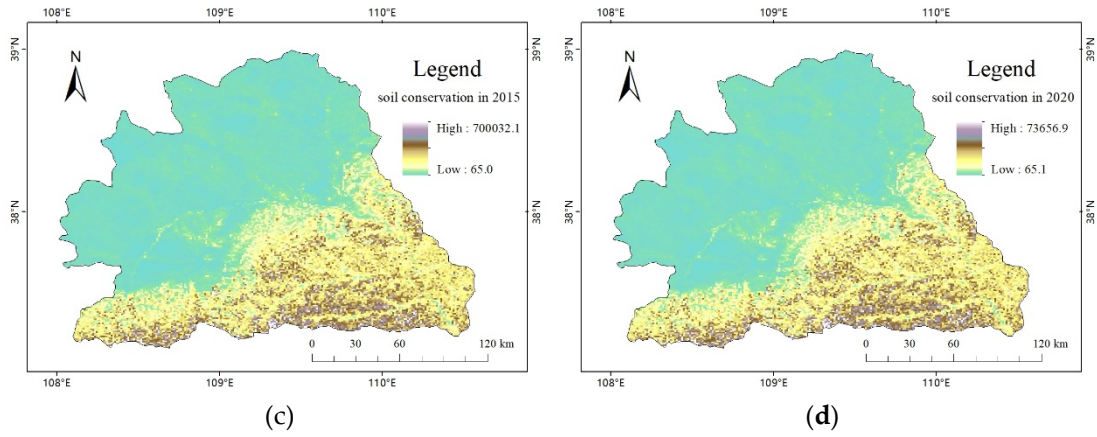 108°E 109°E 110°E
39°N
38°N
N
Legend
soil conservation in 2015
High : 700032.1
Low : 65.0
0 30 60 120 km
108°E 109°E 110°E
(c)
108°E 109°E 110°E
39°N
39°N
38°N
38°N
N
Legend
soil conservation in 2020
High : 73656.9
Low : 65.1
0 30 60 120 km
108°E 109°E 110°E
(d)